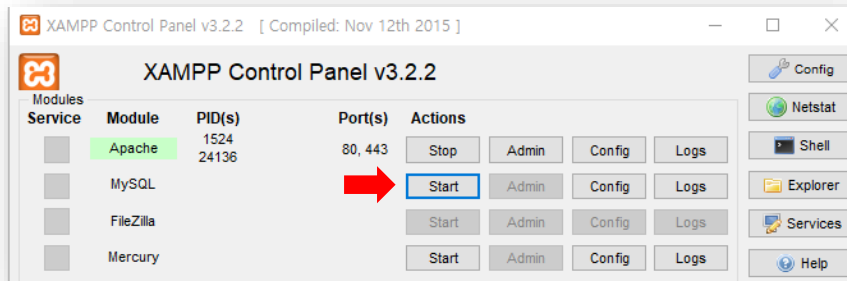 XAMPP Control Panel v3.2.2 [ Compiled: Nov 12th 2015 ]
XAMPP Control Panel v3.2.2
Config
Modules
Netstat
Service Module PID(s) Port(s) Actions
Apache 1524 24136 80, 443 Stop Admin Config Logs
Shell
MySQL Start Admin Config Logs
Explorer
FileZilla Start Admin Config Logs
Services
Mercury Start Admin Config Logs
Help